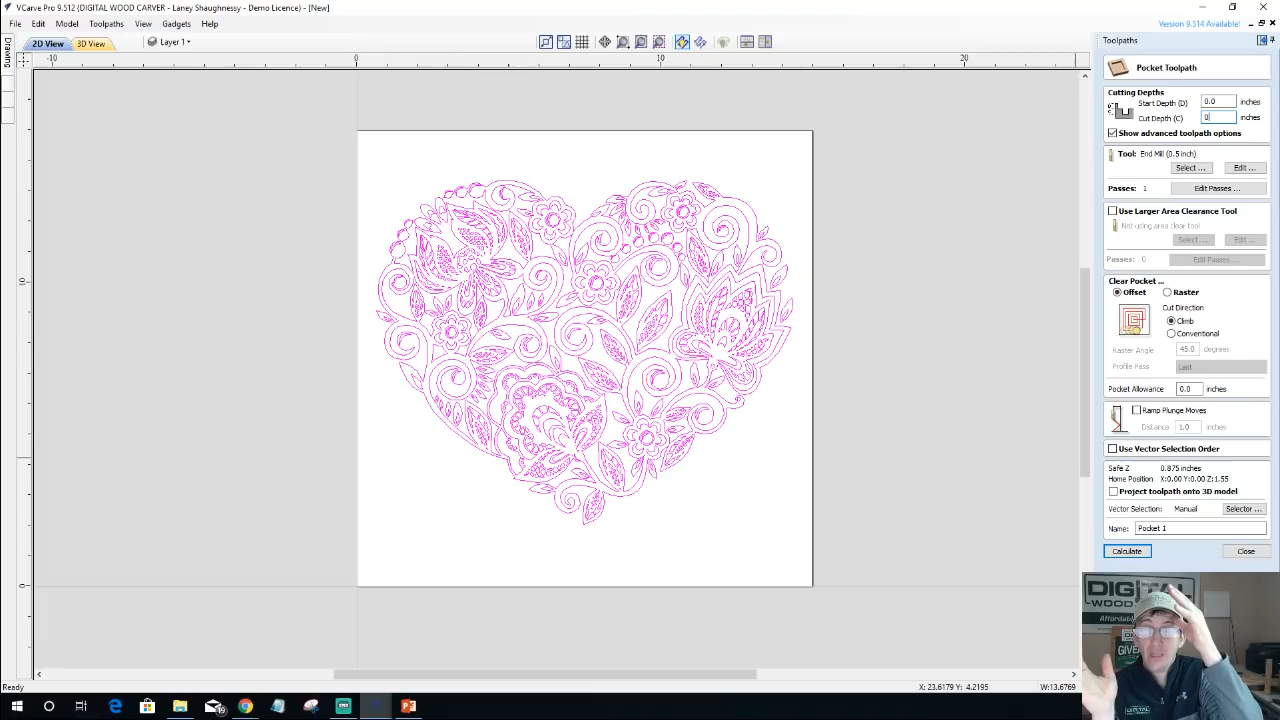 VCarve Pro 9.512 (DIGITAL WOOD CARVER - Laney Shaughnessy - Demo Licence) - [New]
File Edit Model Toolpaths View Gadgets Help
Version 9.514 Available!
2D View 3D View Layer 1
Drawing
Toolpaths
-10 0 10 20
Pocket Toolpath
Cutting Depths
Start Depth (D) 0.0 inches
Cut Depth (C) 0 inches
Show advanced toolpath options
Tool: End Mill (0.5 inch)
Select ... Edit ...
Passes: 1 Edit Passes ...
Use Larger Area Clearance Tool
Not using area clear tool
Select ... Edit ...
Passes: 0 Edit Passes ...
Clear Pocket ...
Offset Raster
Cut Direction
Climb
Conventional
Raster Angle 45.0 degrees
Profile Pass Last
Pocket Allowance 0.0 inches
Ramp Plunge Moves
Distance 1.0 inches
Use Vector Selection Order
Safe Z 0.875 inches
Home Position X:0.00 Y:0.00 Z:1.55
Project toolpath onto 3D model
Vector Selection: Manual Selector ...
Name: Pocket 1
Calculate Close
DIGITAL
WOOD
Affordabl
GIVE
DIGITAL
Ready
X: 23.6179 Y: 4.2195
W:13.6769